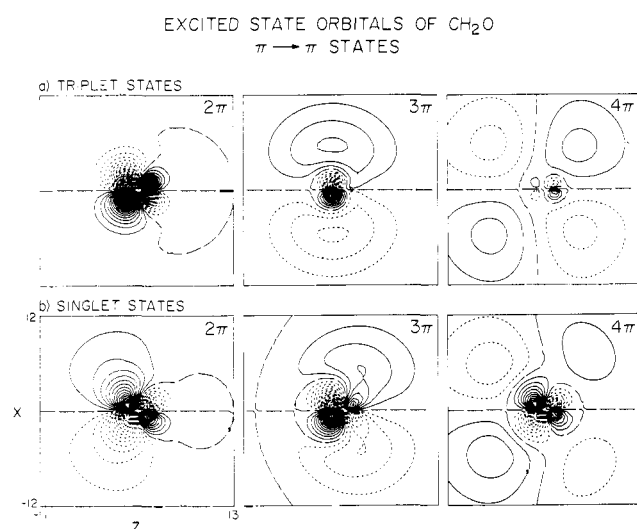 EXCITED STATE ORBITALS OF CH₂O
π → π STATES
a) TRIPLET STATES
2π
3π
4π
b) SINGLET STATES
12
2π
3π
4π
X
-12
13
Z